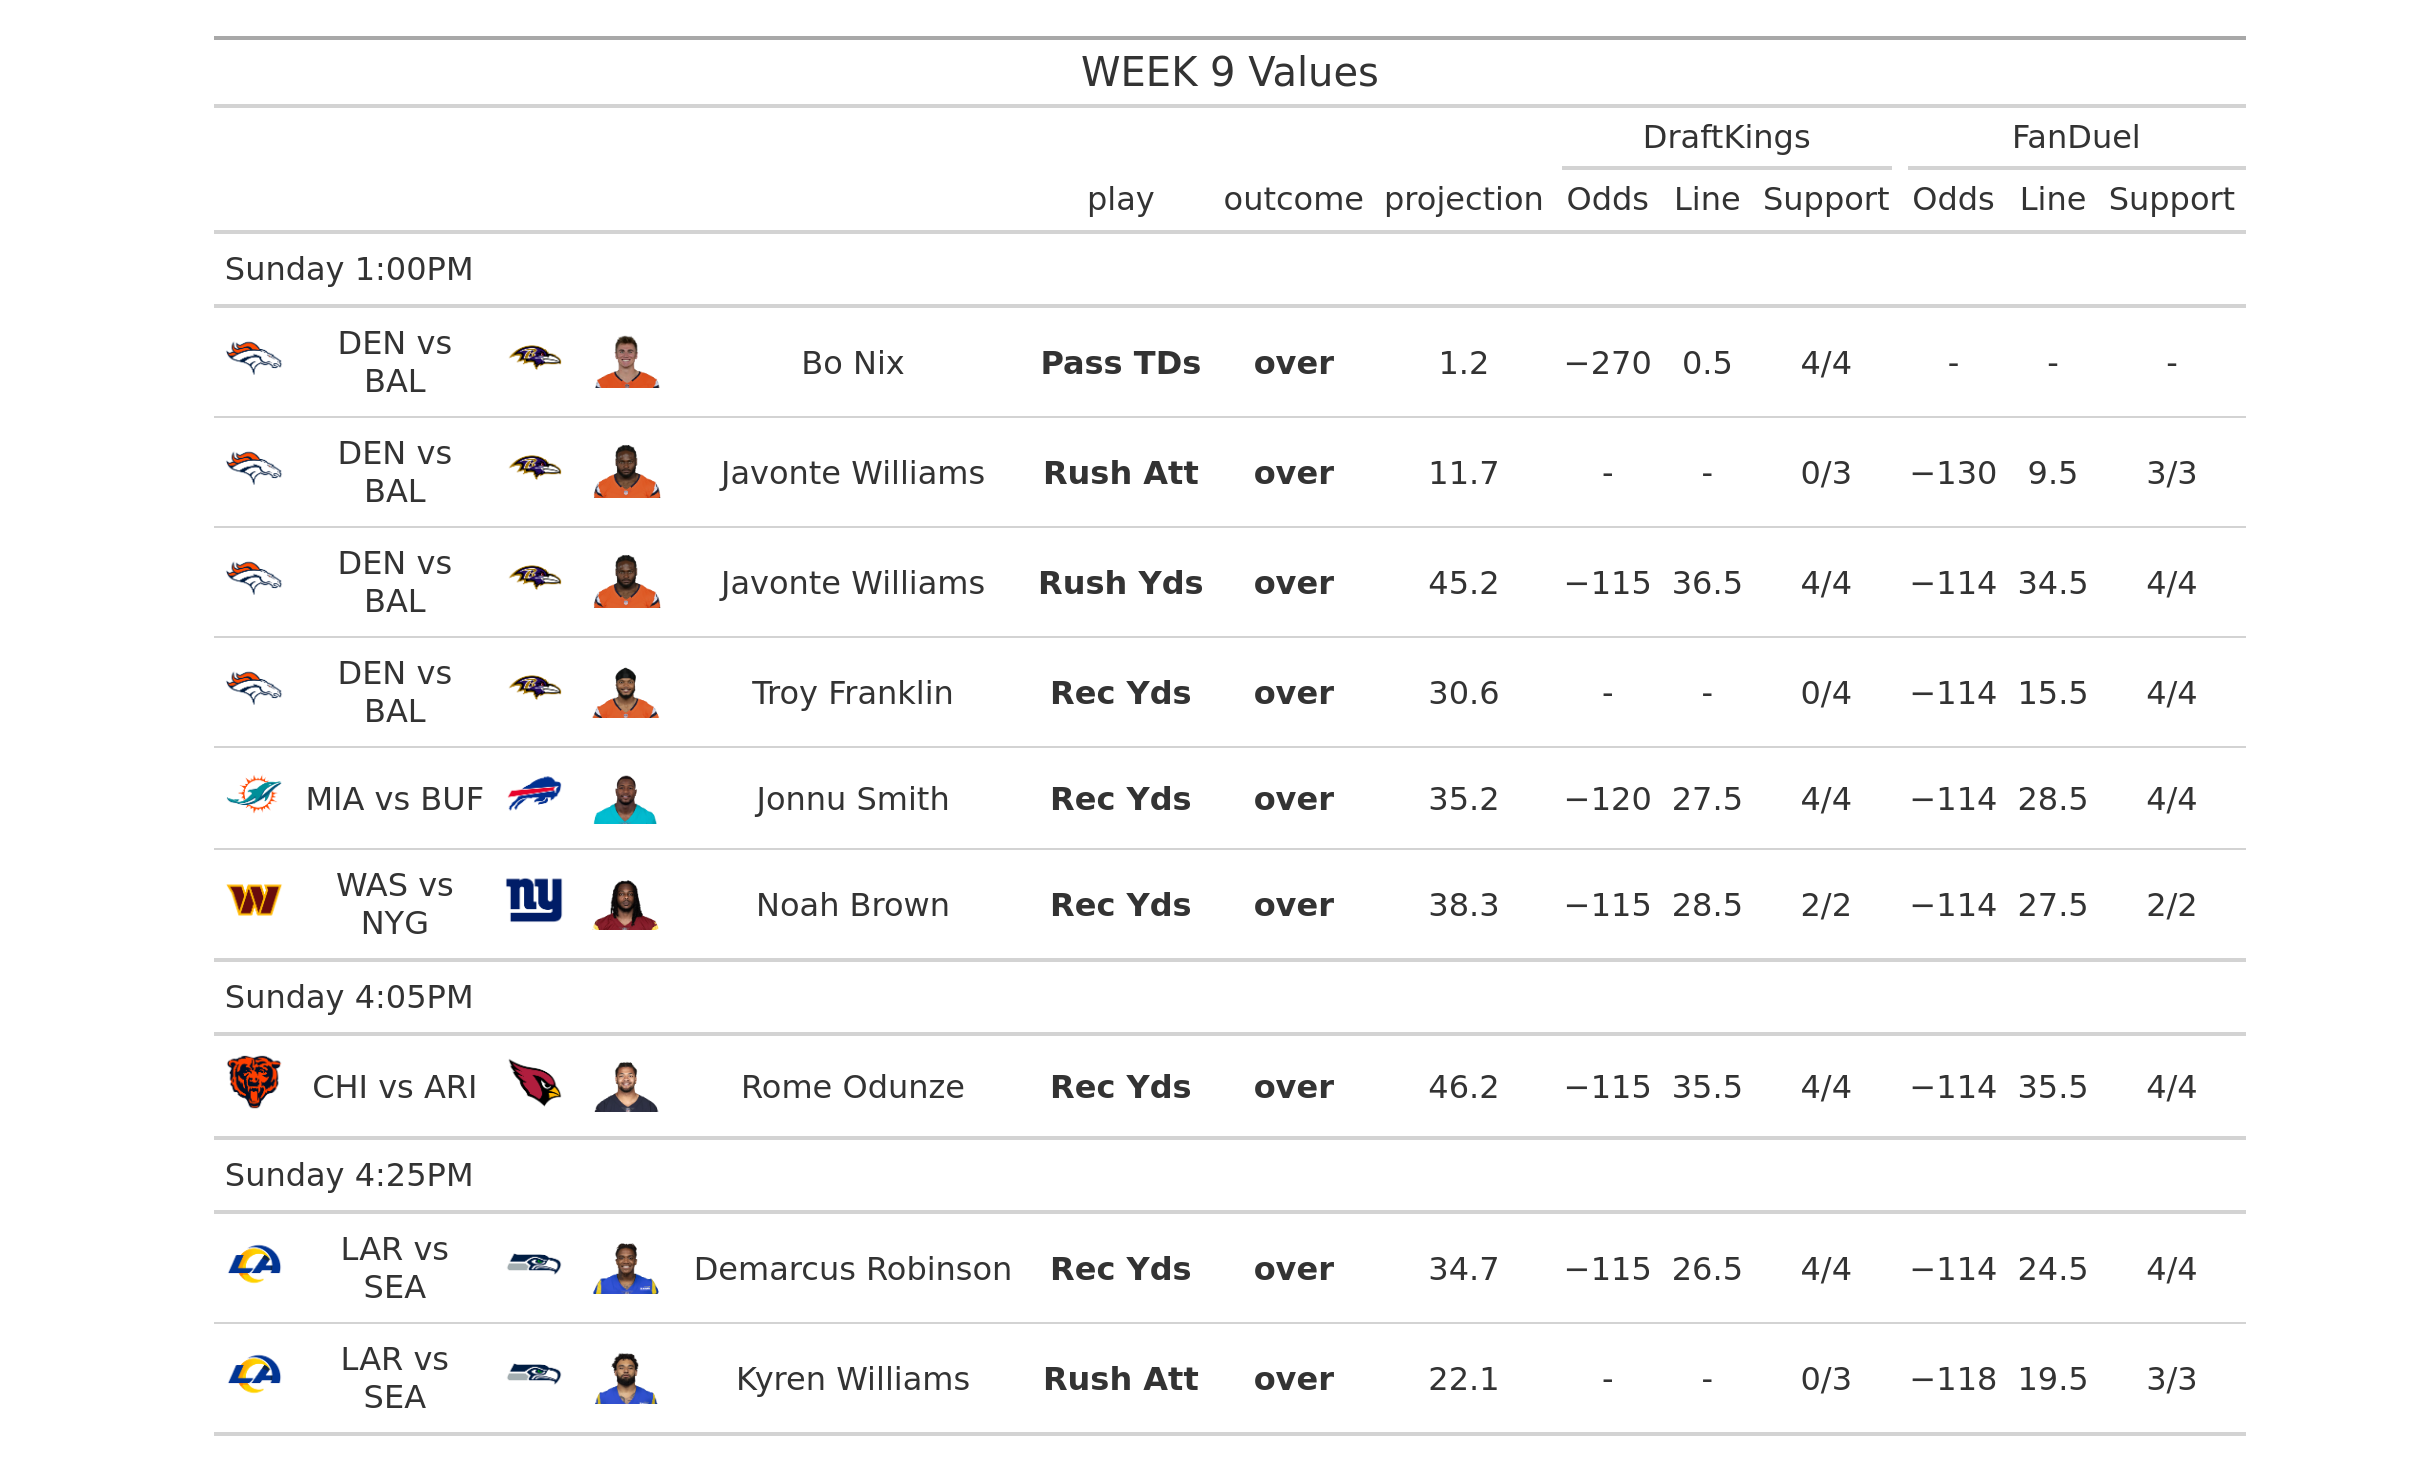 WEEK 9 Values
DraftKings FanDuel
play outcome projection Odds Line Support Odds Line Support
Sunday 1:00PM
DEN vs BAL Bo Nix Pass TDs over 1.2 −270 0.5 4/4 - - -
DEN vs BAL Javonte Williams Rush Att over 11.7 - - 0/3 −130 9.5 3/3
DEN vs BAL Javonte Williams Rush Yds over 45.2 −115 36.5 4/4 −114 34.5 4/4
DEN vs BAL Troy Franklin Rec Yds over 30.6 - - 0/4 −114 15.5 4/4
MIA vs BUF Jonnu Smith Rec Yds over 35.2 −120 27.5 4/4 −114 28.5 4/4
WAS vs NYG ny Noah Brown Rec Yds over 38.3 −115 28.5 2/2 −114 27.5 2/2
Sunday 4:05PM
CHI vs ARI Rome Odunze Rec Yds over 46.2 −115 35.5 4/4 −114 35.5 4/4
Sunday 4:25PM
LA LAR vs SEA Demarcus Robinson Rec Yds over 34.7 −115 26.5 4/4 −114 24.5 4/4
LA LAR vs SEA Kyren Williams Rush Att over 22.1 - - 0/3 −118 19.5 3/3